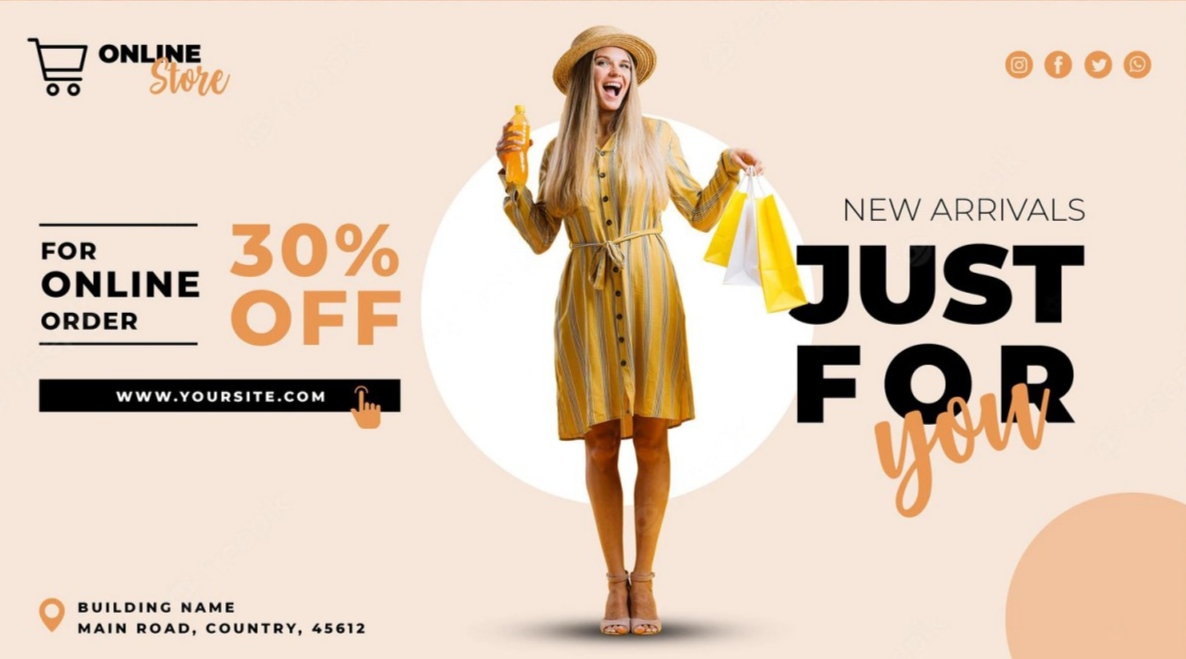 ONLINE
Store
FOR
ONLINE
ORDER
30%
OFF
WWW.YOURSITE.COM
NEW ARRIVALS
JUST
FOR
you
BUILDING NAME
MAIN ROAD, COUNTRY, 45612